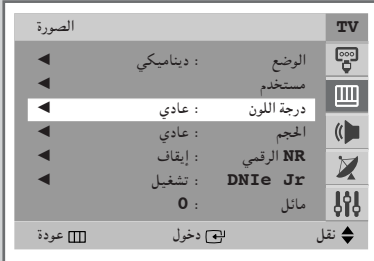 TV الصورة
الوضع : ديناميكي
مستخدم
درجة اللون : عادي
الحجم : عادي
NR الرقمي : إيقاف
DNIe Jr : تشغيل
مائل : 0
نقل دخول عودة